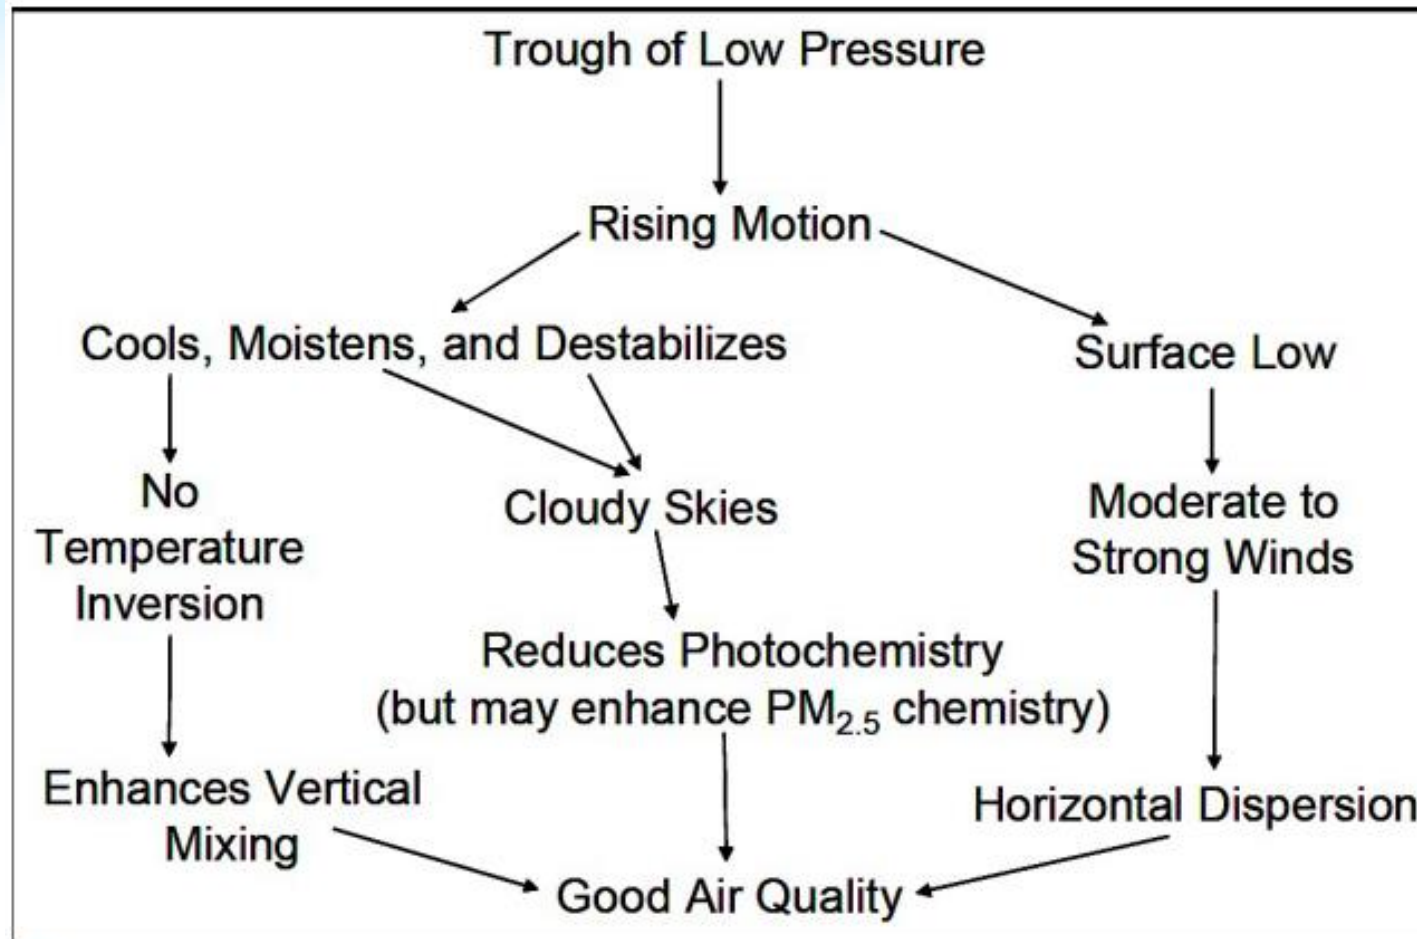 Trough of Low Pressure
Rising Motion
Cools, Moistens, and Destabilizes
Surface Low
No
Temperature
Inversion
Cloudy Skies
Moderate to
Strong Winds
Reduces Photochemistry
(but may enhance PM2.5 chemistry)
Enhances Vertical
Mixing
Horizontal Dispersion
Good Air Quality